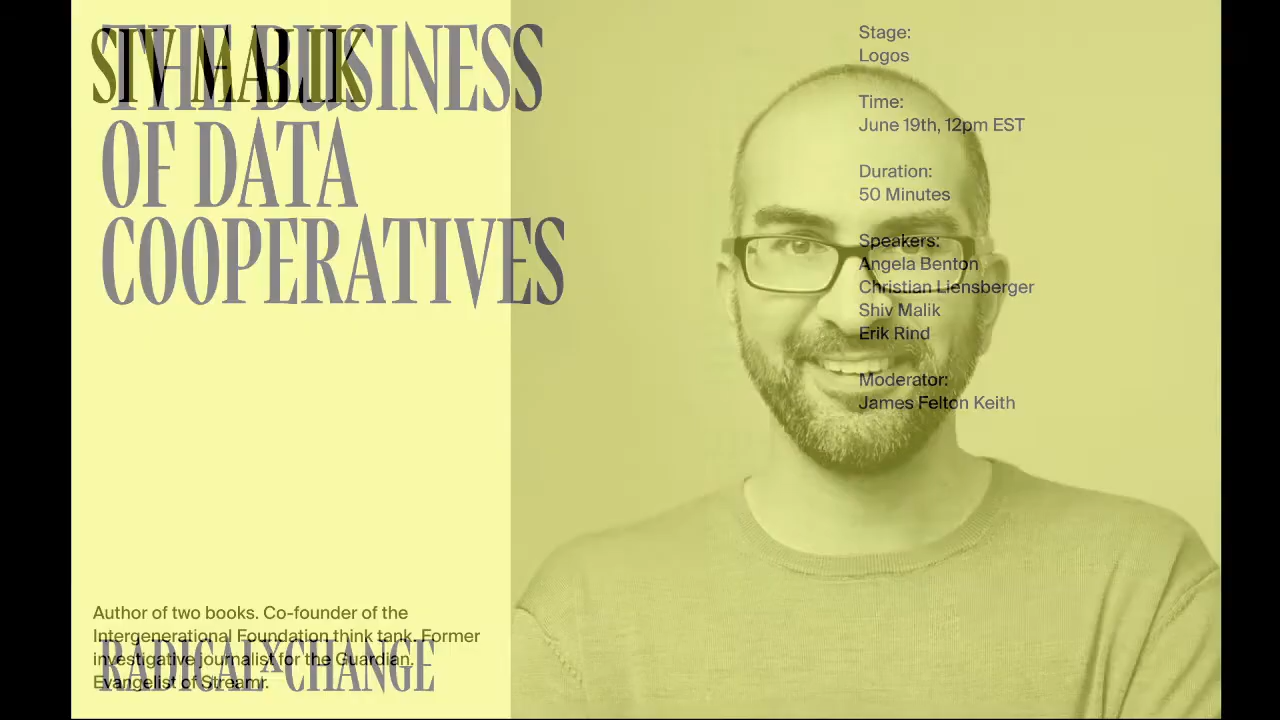 SIV MALIK
THE BUSINESS
OF DATA
COOPERATIVES
Stage:
Logos
Time:
June 19th, 12pm EST
Duration:
50 Minutes
Speakers:
Angela Benton
Christian Liensberger
Shiv Malik
Erik Rind
Moderator:
James Felton Keith
Author of two books. Co-founder of the
Intergenerational Foundation think tank. Former
investigative journalist for the Guardian.
Evangelist of Streamr.
RADICALXCHANGE